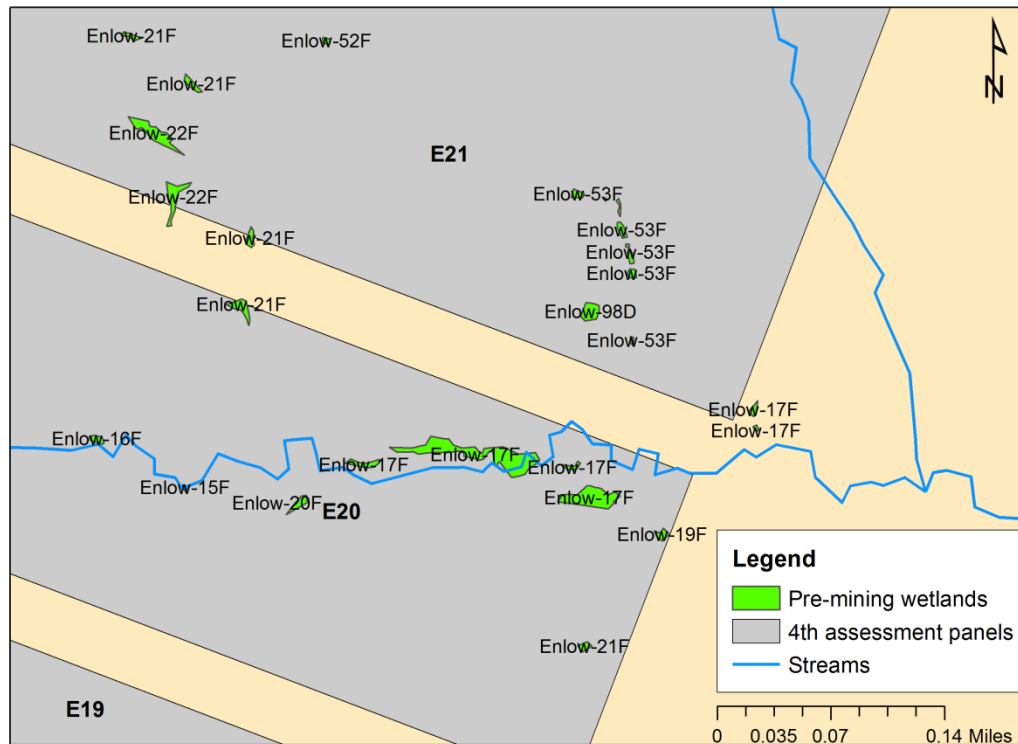 Enlow-21F
Enlow-52F
N
Enlow-21F
Enlow-22F
E21
Enlow-22F
Enlow-53F
Enlow-21F
Enlow-53F
Enlow-53F
Enlow-53F
Enlow-21F
Enlow-98D
Enlow-53F
Enlow-17F
Enlow-17F
Enlow-16F
Enlow-17F
Enlow-17F
Enlow-17F
Enlow-15F
Enlow-20F
E20
Enlow-17F
Enlow-19F
Enlow-21F
E19
Legend
Pre-mining wetlands
4th assessment panels
Streams
0 0.035 0.07 0.14 Miles